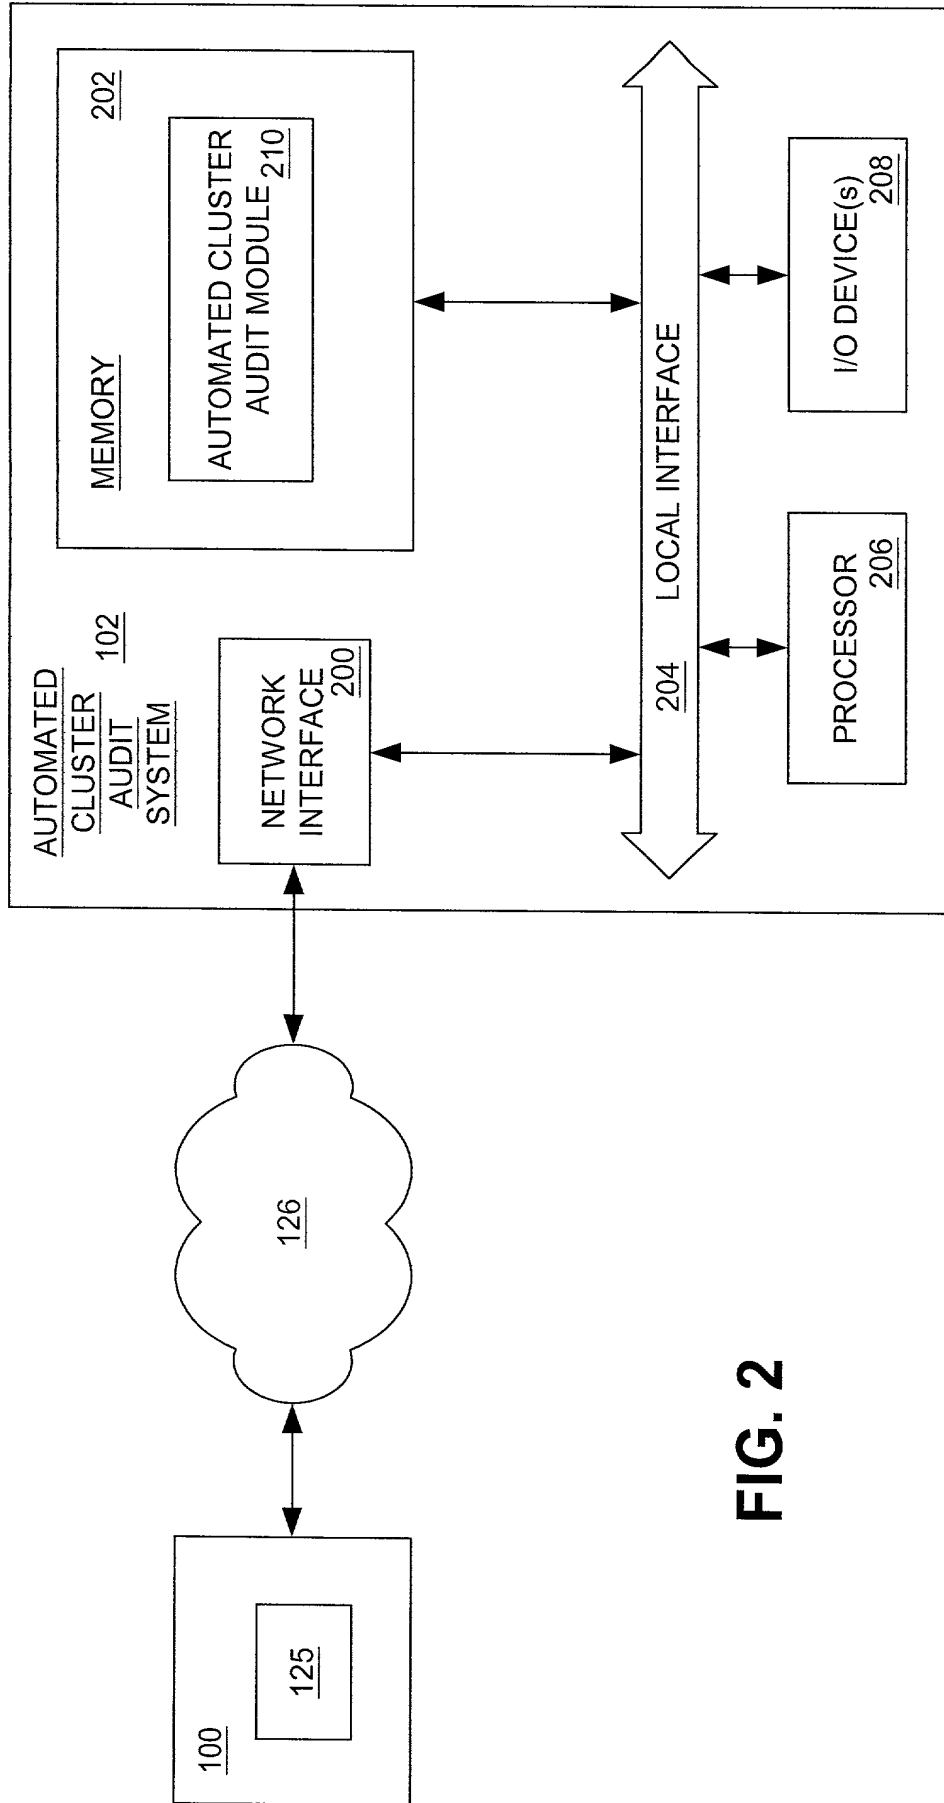 AUTOMATED
CLUSTER
AUDIT
SYSTEM
102
MEMORY
202
AUTOMATED CLUSTER
AUDIT MODULE
210
NETWORK
INTERFACE
200
100
125
126
204
LOCAL INTERFACE
PROCESSOR
206
I/O DEVICE(s)
208
FIG. 2